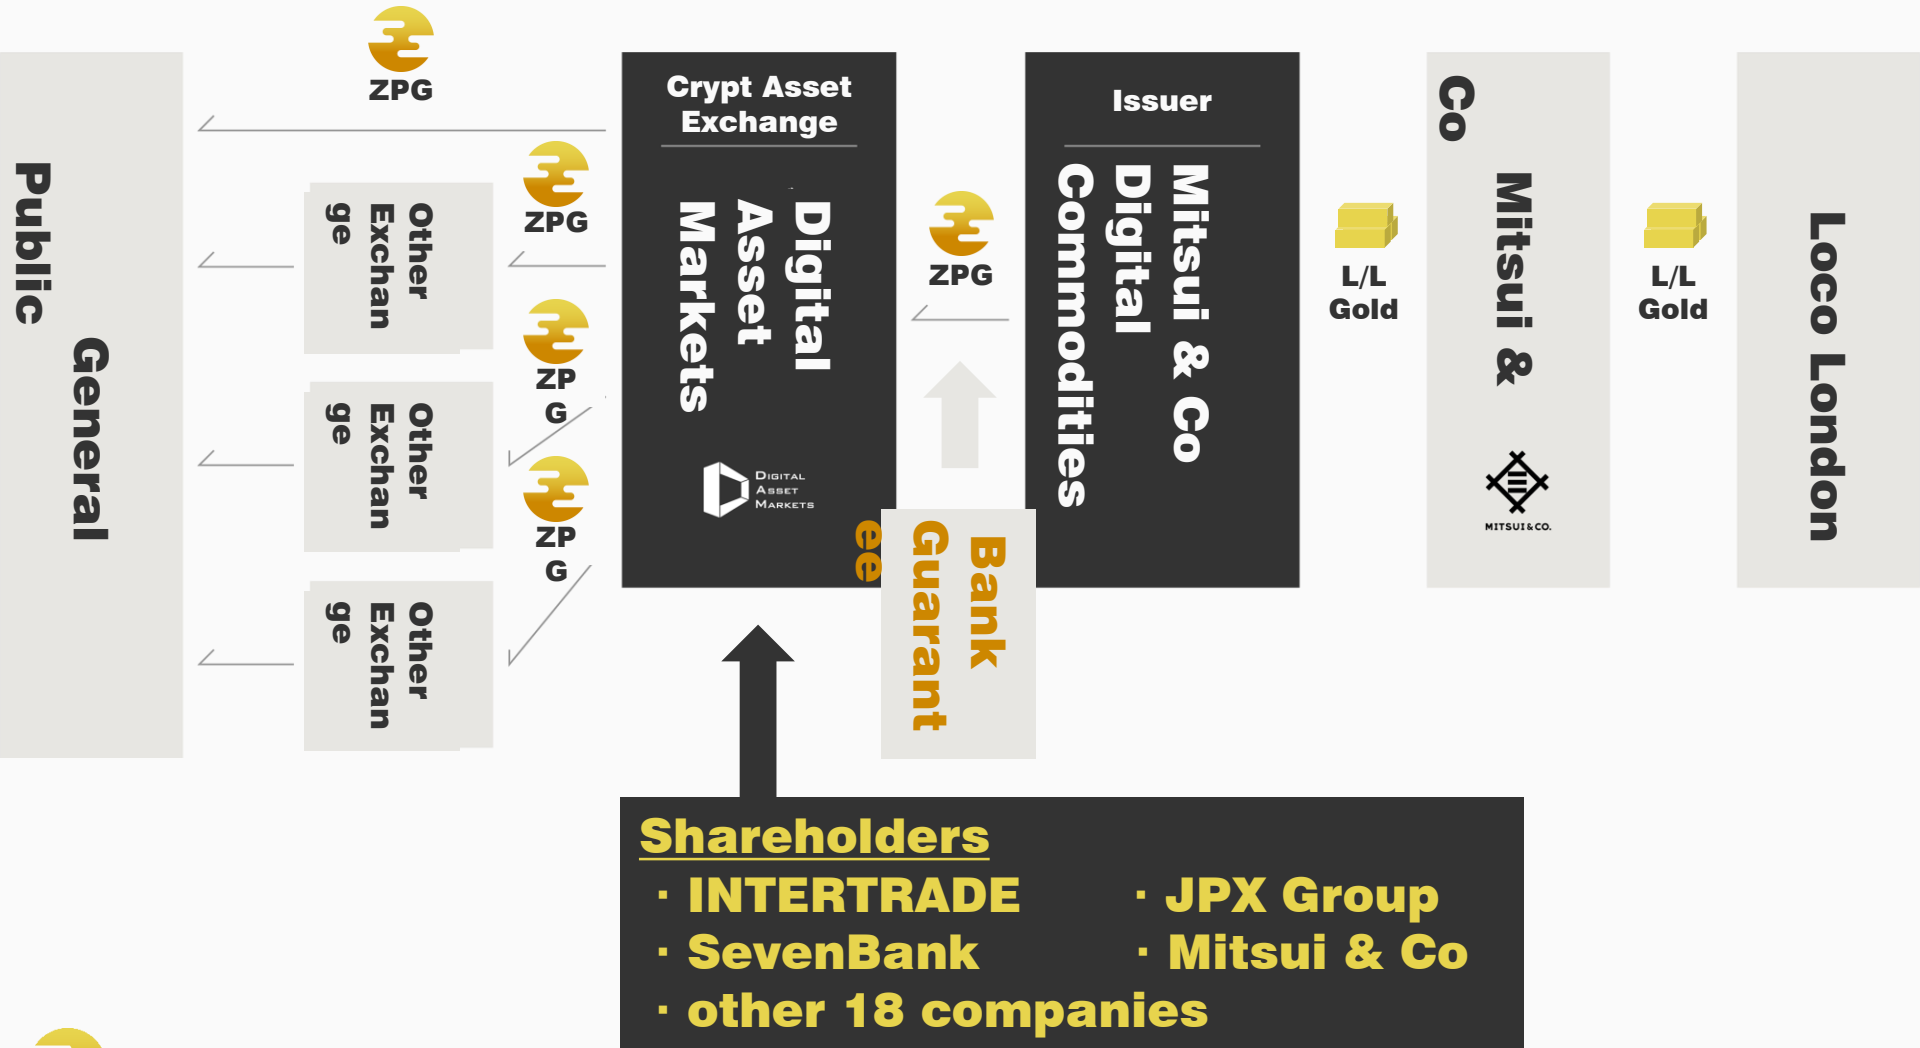 ZPG
Crypt Asset
Exchange
Issuer
Co
Mitsui &
MITSUI&CO.
Loco London
L/L
Gold
L/L
Gold
Mitsui & Co
Digital
Commodities
ZPG
Digital
Asset
Markets
DIGITAL
ASSET
MARKETS
Bank
Guarant
ee
ZPG
ZP
G
ZP
G
Other
Exchan
ge
Other
Exchan
ge
Other
Exchan
ge
General
Public
Shareholders
· INTERTRADE
· JPX Group
· SevenBank
· Mitsui & Co
· other 18 companies